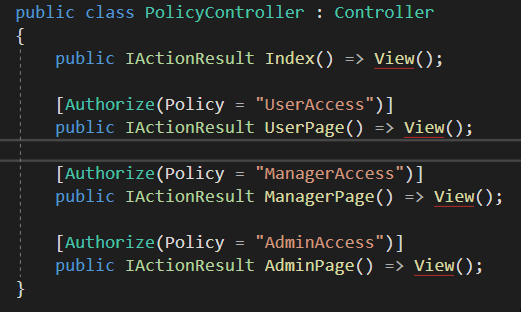 public class PolicyController : Controller
{
public IActionResult Index() => View();
[Authorize(Policy = "UserAccess")]
public IActionResult UserPage() => View();
[Authorize(Policy = "ManagerAccess")]
public IActionResult ManagerPage() => View();
[Authorize(Policy = "AdminAccess")]
public IActionResult AdminPage() => View();
}